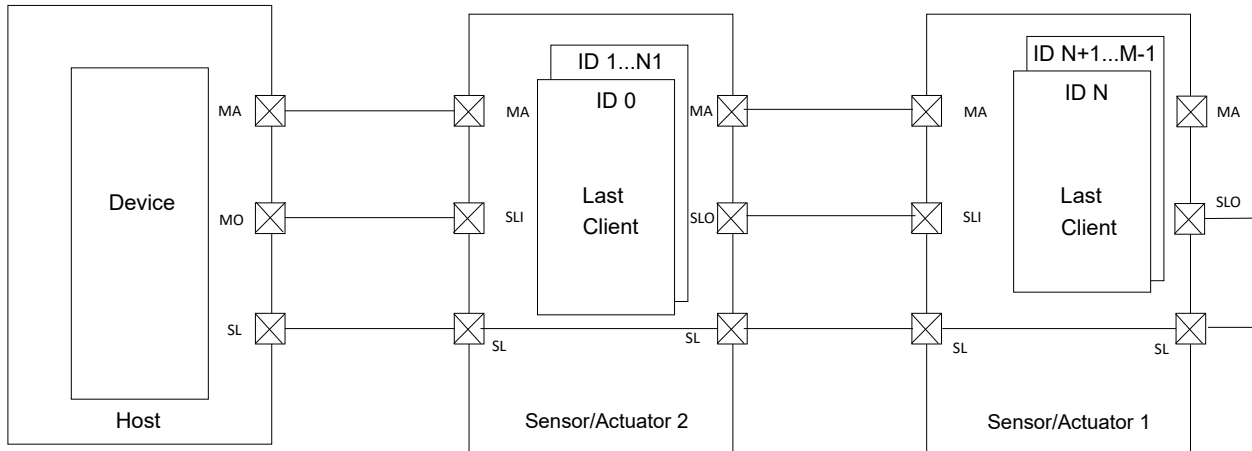 ID 1...N1
ID N+1...M-1
ID 0
ID N
MA
MA
MA
MA
MA
Device
Last
Client
Last
Client
MO
SLI
SLO
SLI
SLO
SL
SL
SL
SL
SL
Host
Sensor/Actuator 2
Sensor/Actuator 1